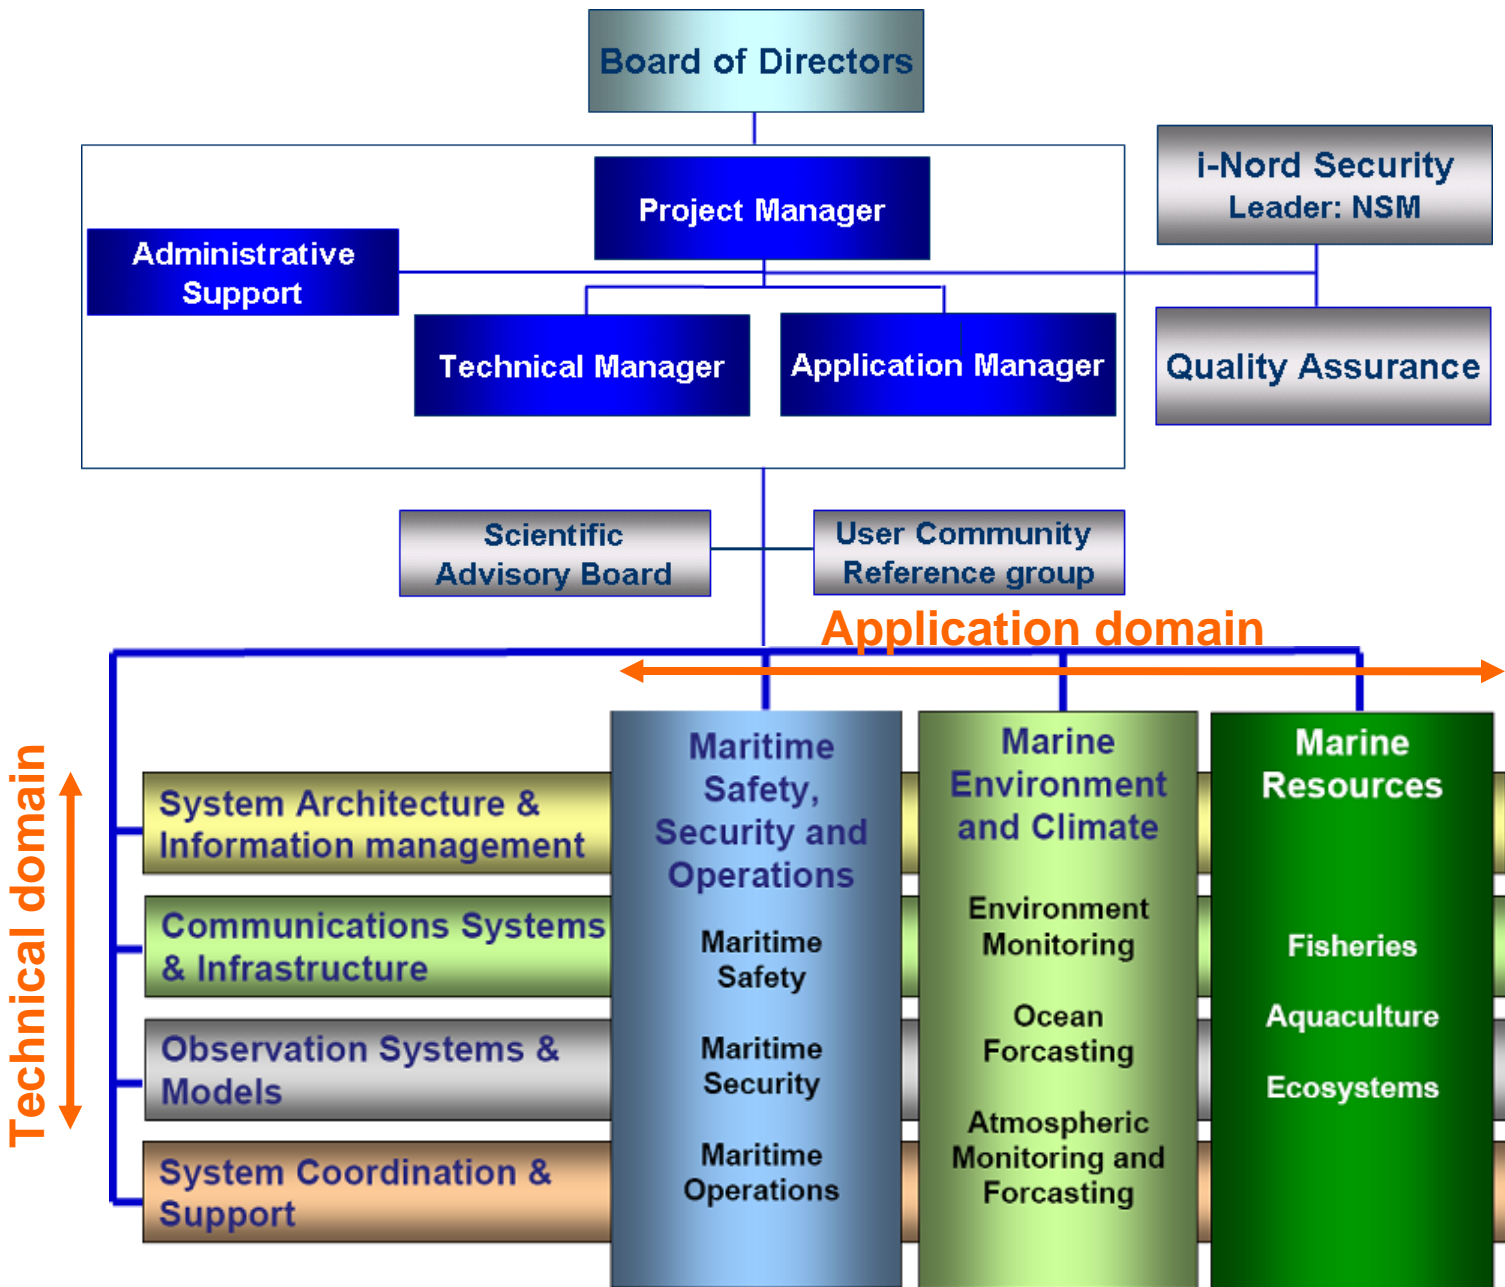 Board of Directors
i-Nord Security
Leader: NSM
Project Manager
Administrative
Support
Technical Manager
Application Manager
Quality Assurance
Scientific
Advisory Board
User Community
Reference group
Application domain
Technical domain
System Architecture &
Information management
Communications Systems
& Infrastructure
Observation Systems &
Models
System Coordination &
Support
Maritime
Safety,
Security and
Operations
Maritime
Safety
Maritime
Security
Maritime
Operations
Marine
Environment
and Climate
Environment
Monitoring
Ocean
Forcasting
Atmospheric
Monitoring and
Forcasting
Marine
Resources
Fisheries
Aquaculture
Ecosystems